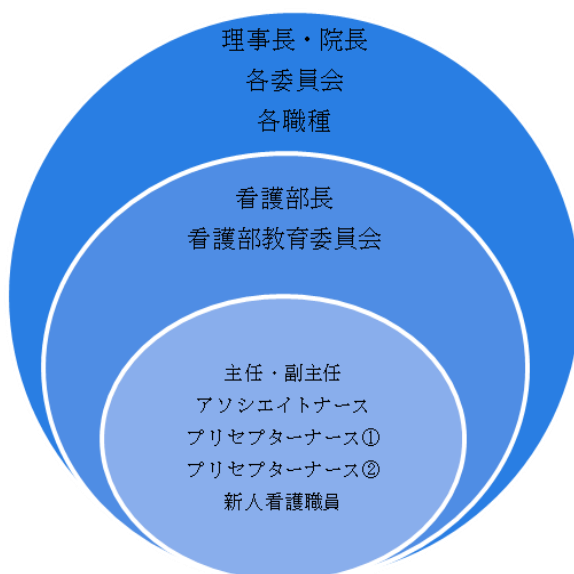 理事長・院長
各委員会
各職種
看護部長
看護部教育委員会
主任・副主任
アソシエイトナース
プリセプターナース①
プリセプターナース②
新人看護職員